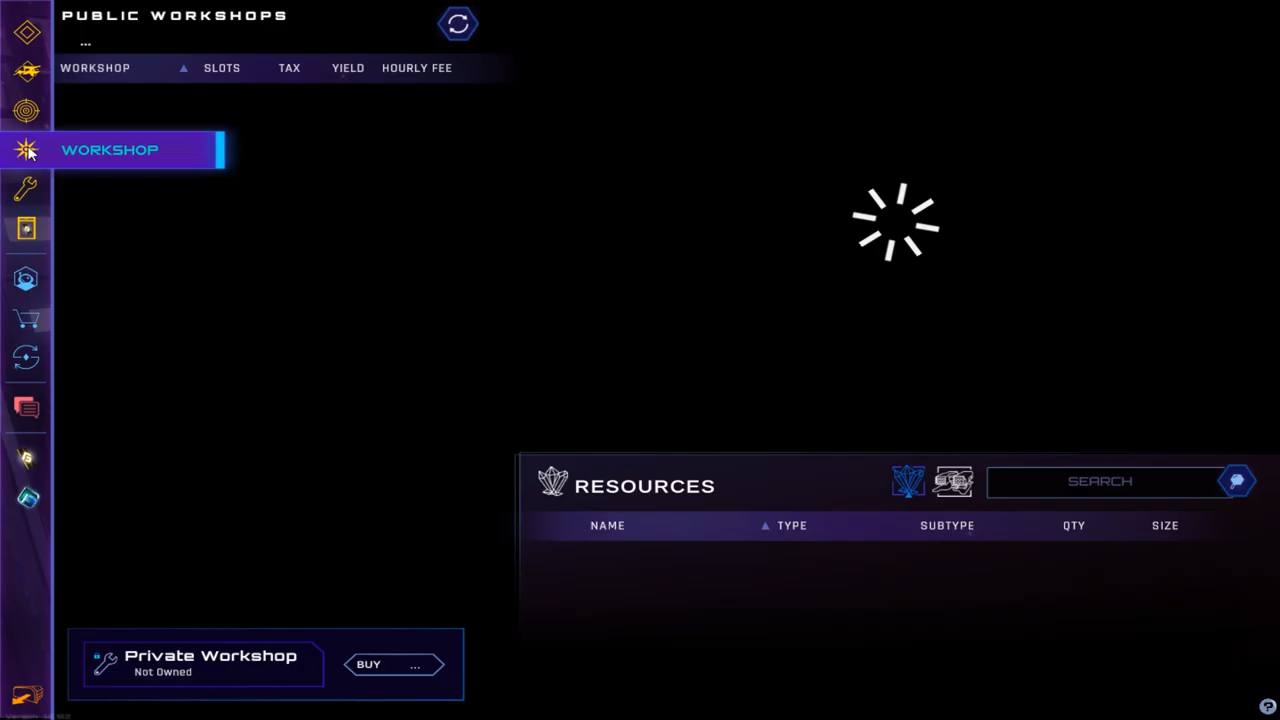 PUBLIC WORKSHOPS
...
WORKSHOP SLOTS TAX YIELD HOURLY FEE
WORKSHOP
RESOURCES
SEARCH
NAME TYPE SUBTYPE QTY SIZE
Private Workshop
Not Owned
BUY ...
?